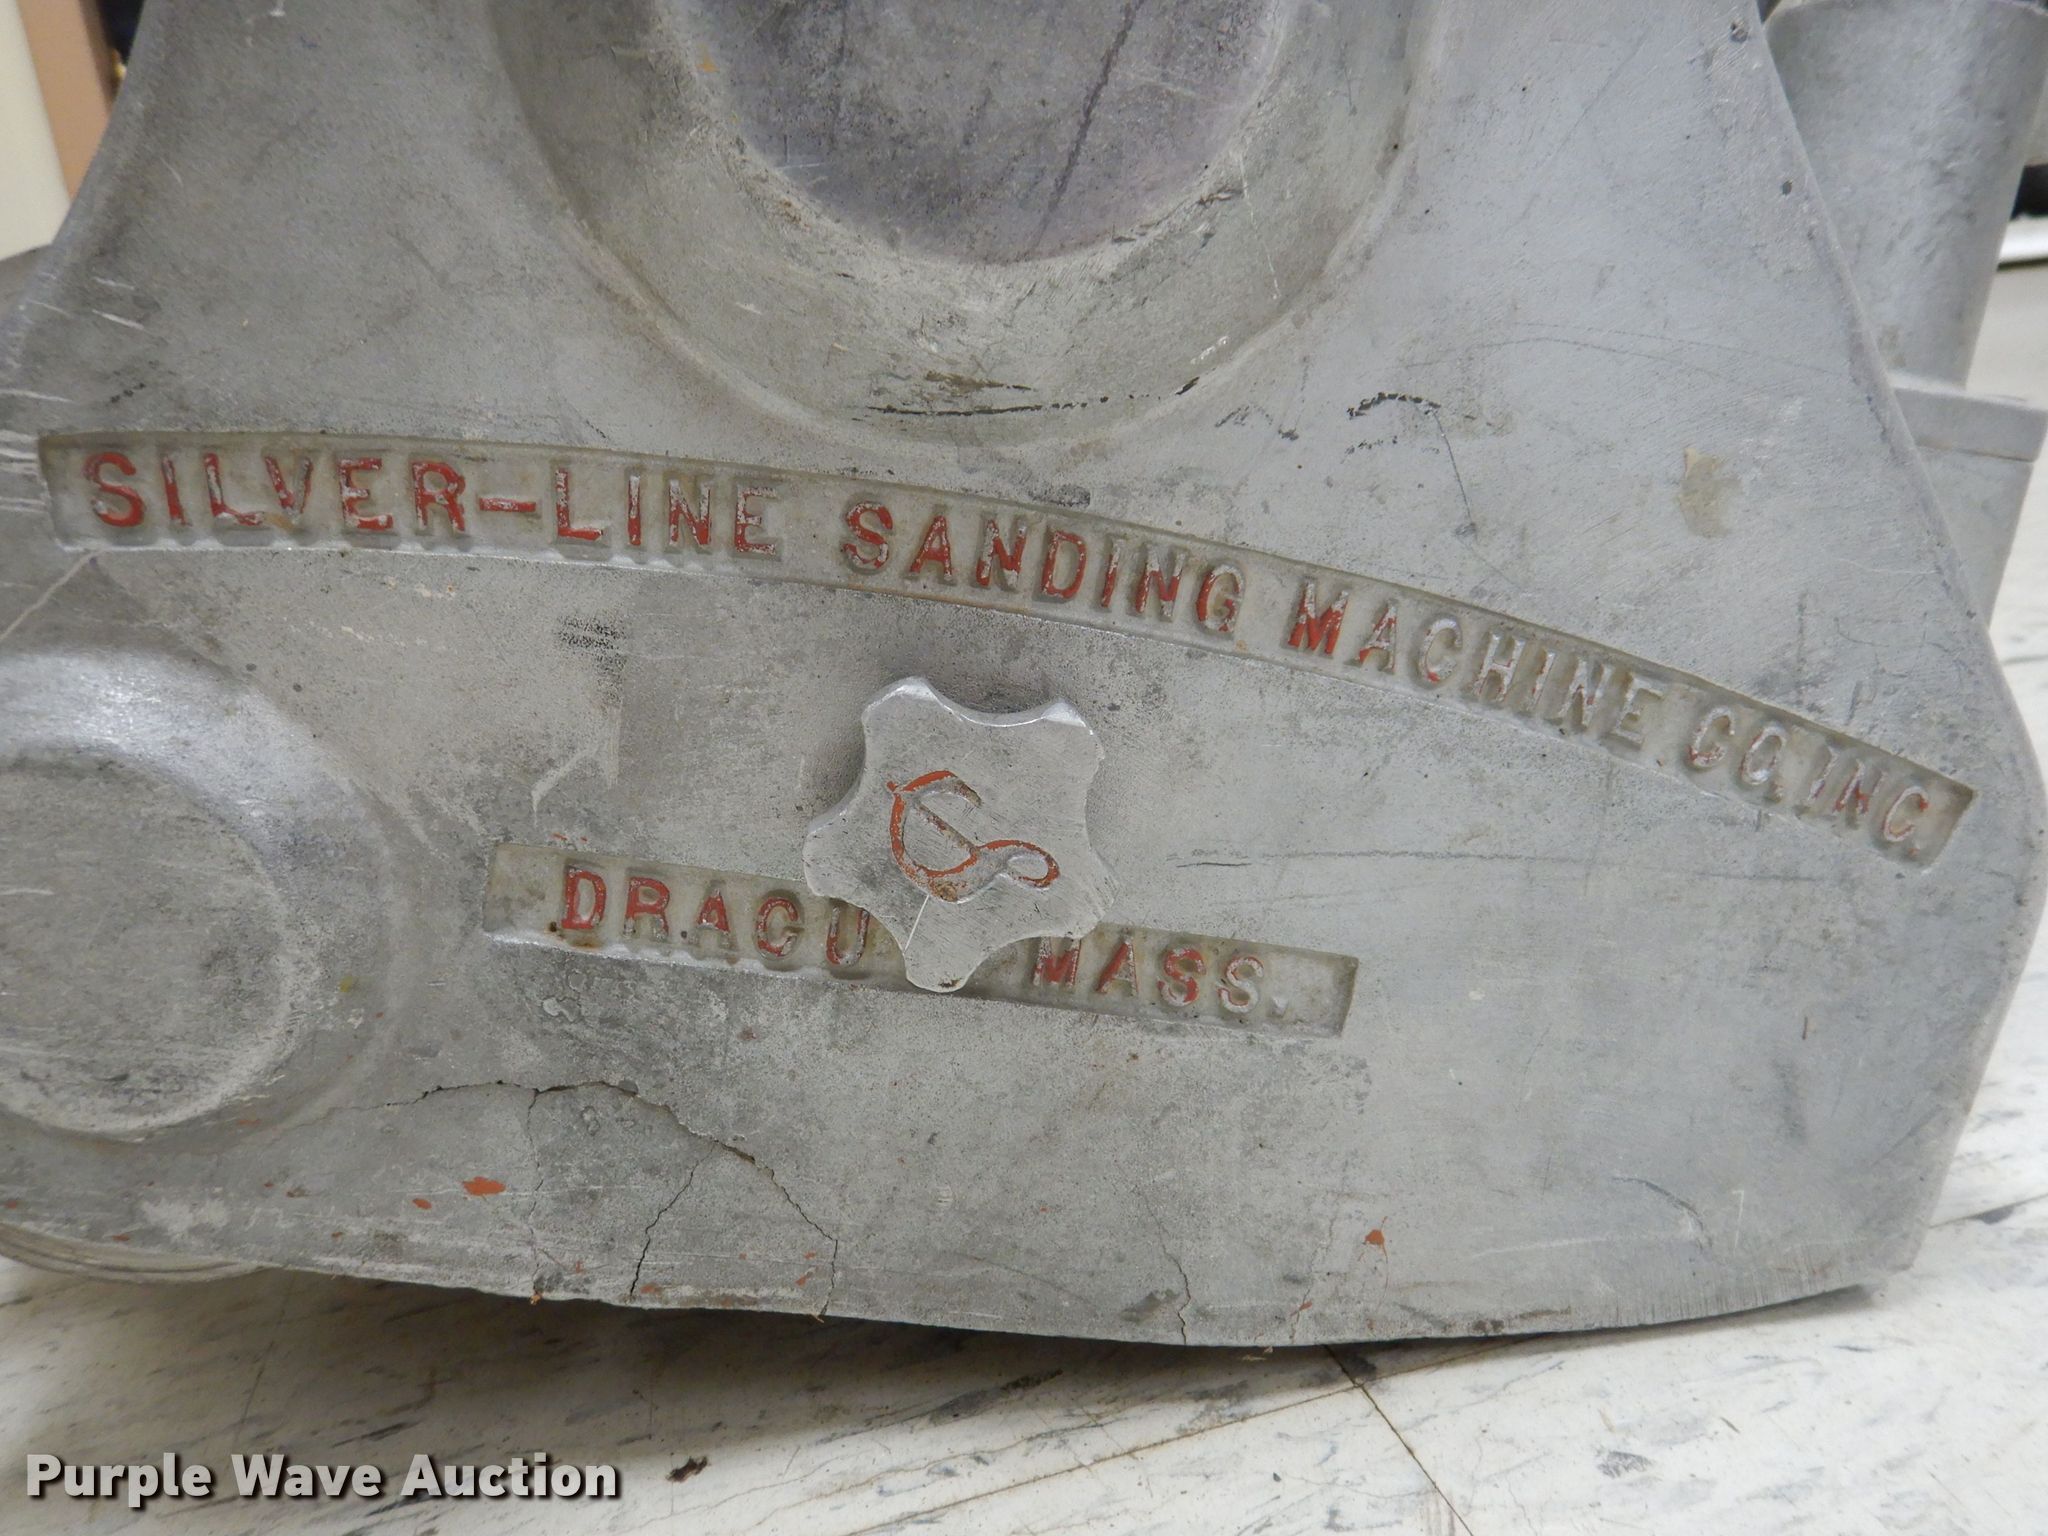 SILVER-LINE SANDING MACHINE CO. INC.
DRACU MASS.
Purple Wave Auction